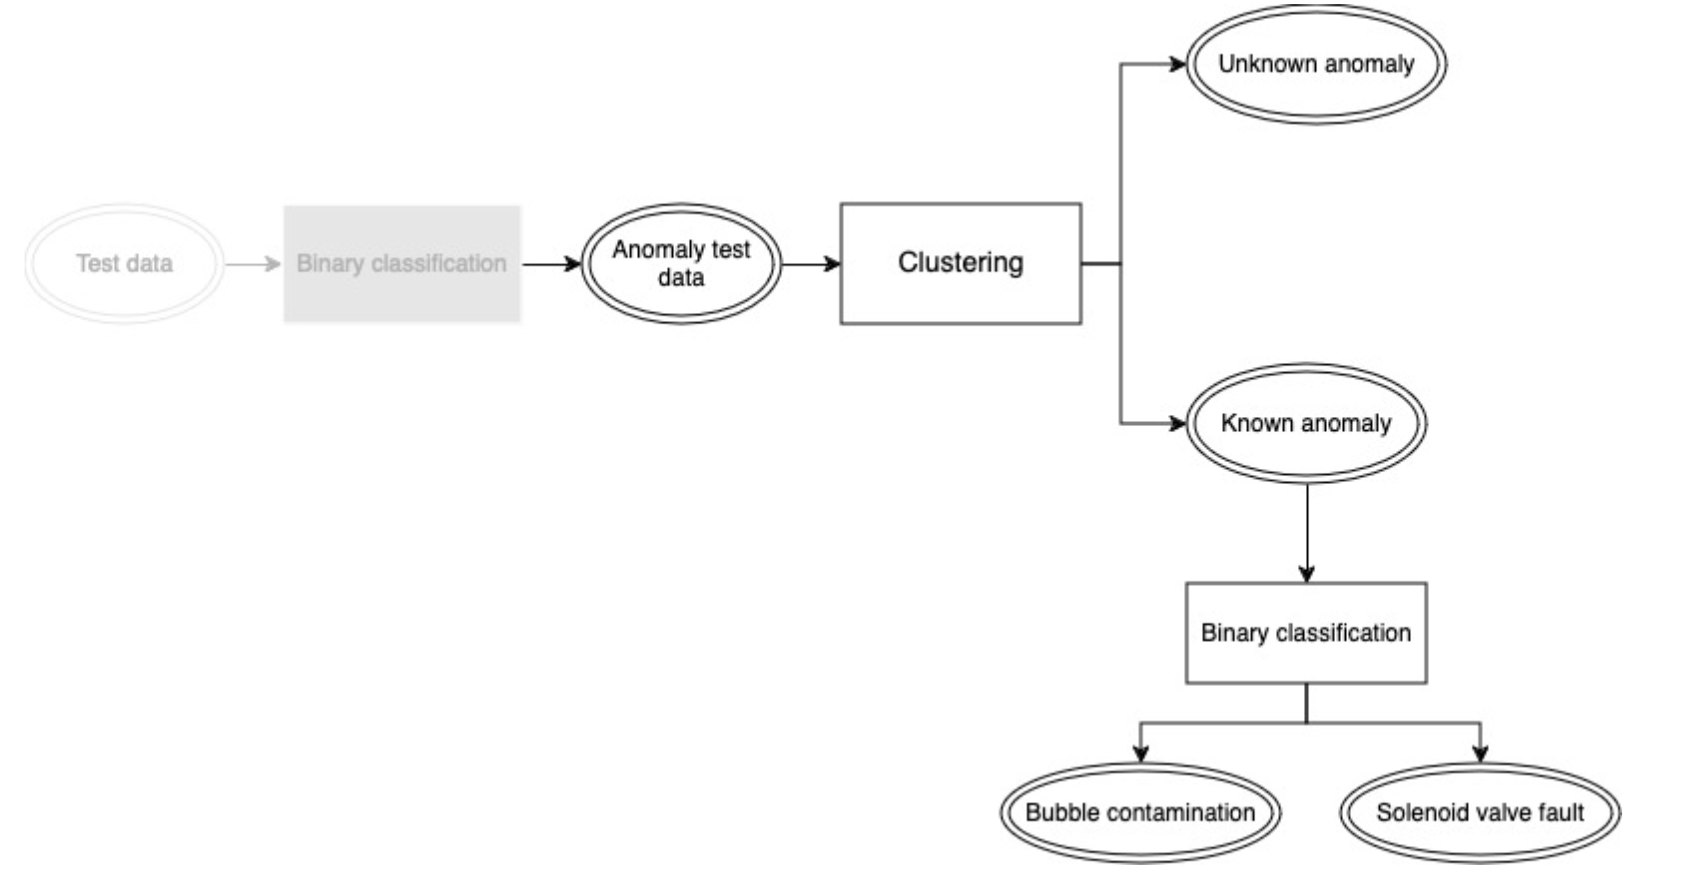 Unknown anomaly
Test data
Binary classification
Anomaly test
data
Clustering
Known anomaly
Binary classification
Bubble contamination
Solenoid valve fault